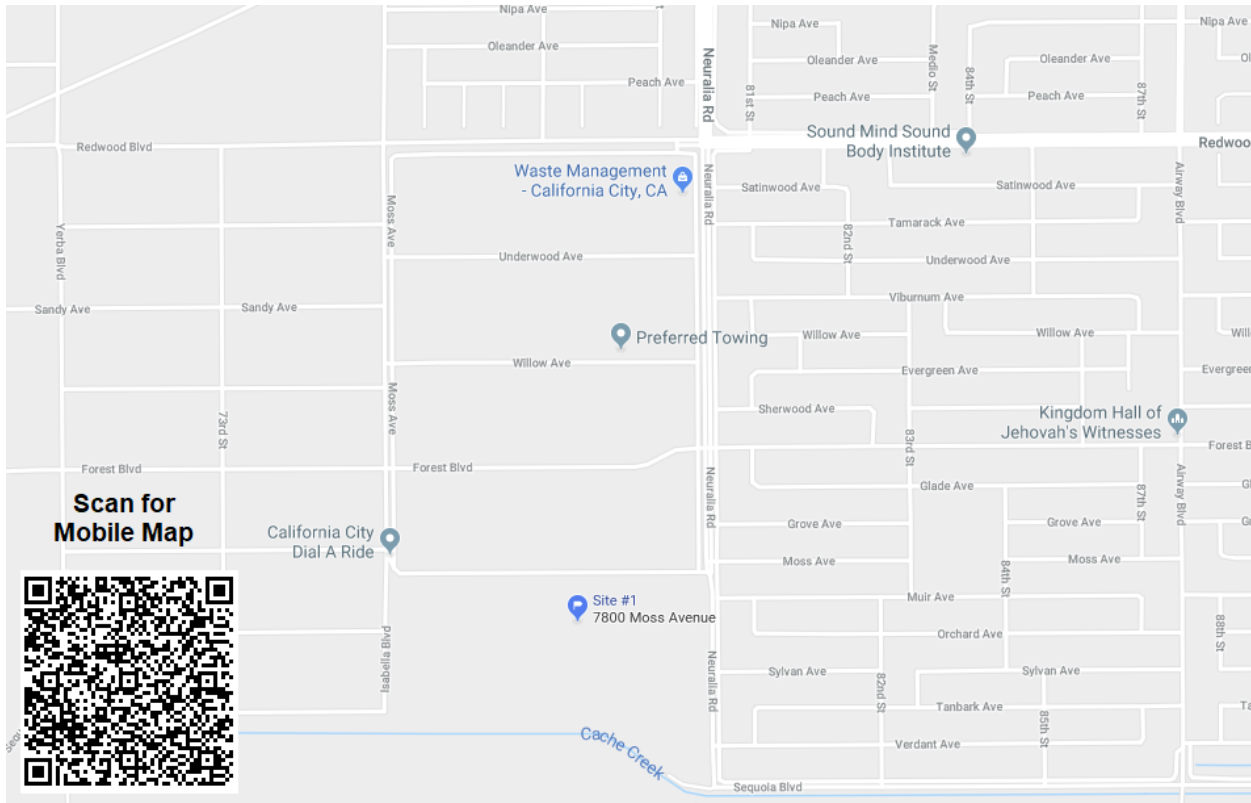 Nipa Ave
Nipa Ave
Nipa Ave
Oleander Ave
Oleander Ave
Oleander Ave
Peach Ave
Peach Ave
Peach Ave
Neuralia Rd
81st St
Medio St
84th St
87th St
Redwood Blvd
Sound Mind Sound
Body Institute
Redwoo
Waste Management
- California City, CA
Neuralia Rd
Satinwood Ave
Satinwood Ave
Airway Blvd
Moss Ave
Tamarack Ave
Yerba Blvd
82nd St
Underwood Ave
Underwood Ave
Viburnum Ave
Sandy Ave
Sandy Ave
Preferred Towing
Willow Ave
Willow Ave
Will
Willow Ave
Evergreen Ave
Evergreen
Moss Ave
Sherwood Ave
Kingdom Hall of
Jehovah's Witnesses
73rd St
83rd St
Forest B
Forest Blvd
Forest Blvd
Glade Ave
Gl
Neuralia Rd
87th St
Airway Blvd
Scan for
Mobile Map
California City
Dial A Ride
Grove Ave
Grove Ave
Gr
Moss Ave
Moss Ave
84th St
Site #1
7800 Moss Avenue
Muir Ave
88th St
Orchard Ave
Isabella Blvd
Neuralia Rd
Sylvan Ave
Sylvan Ave
82nd St
Tanbark Ave
Ta
85th St
Cache Creek
Verdant Ave
Sequoia Blvd